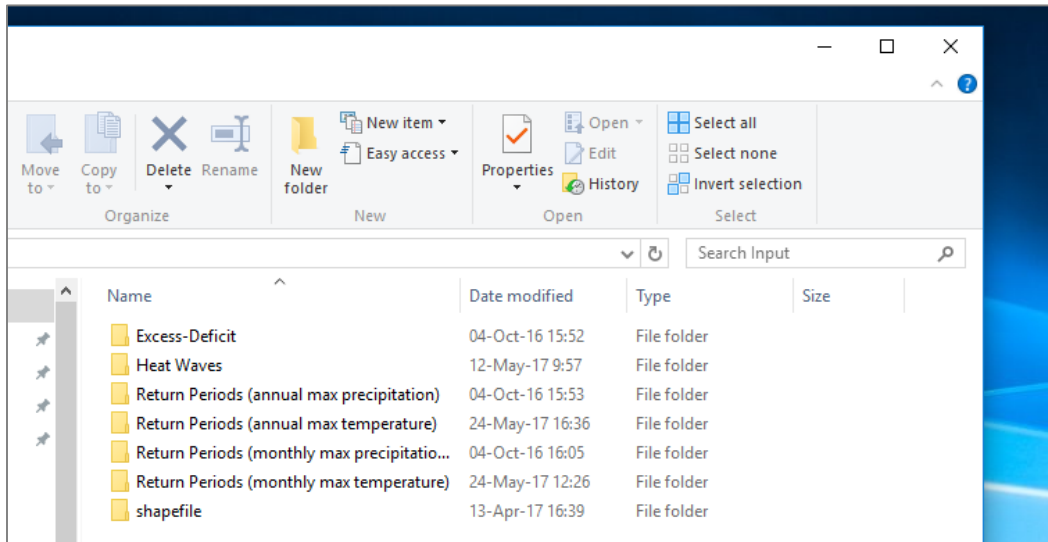 ?
Move to
Copy to
Delete
Rename
New folder
New item
Easy access
Properties
Open
Edit
History
Select all
Select none
Invert selection
Organize
New
Open
Select
Search Input
Name
Date modified
Type
Size
Excess-Deficit 04-Oct-16 15:52 File folder
Heat Waves 12-May-17 9:57 File folder
Return Periods (annual max precipitation) 04-Oct-16 15:53 File folder
Return Periods (annual max temperature) 24-May-17 16:36 File folder
Return Periods (monthly max precipitatio... 04-Oct-16 16:05 File folder
Return Periods (monthly max temperature) 24-May-17 12:26 File folder
shapefile 13-Apr-17 16:39 File folder